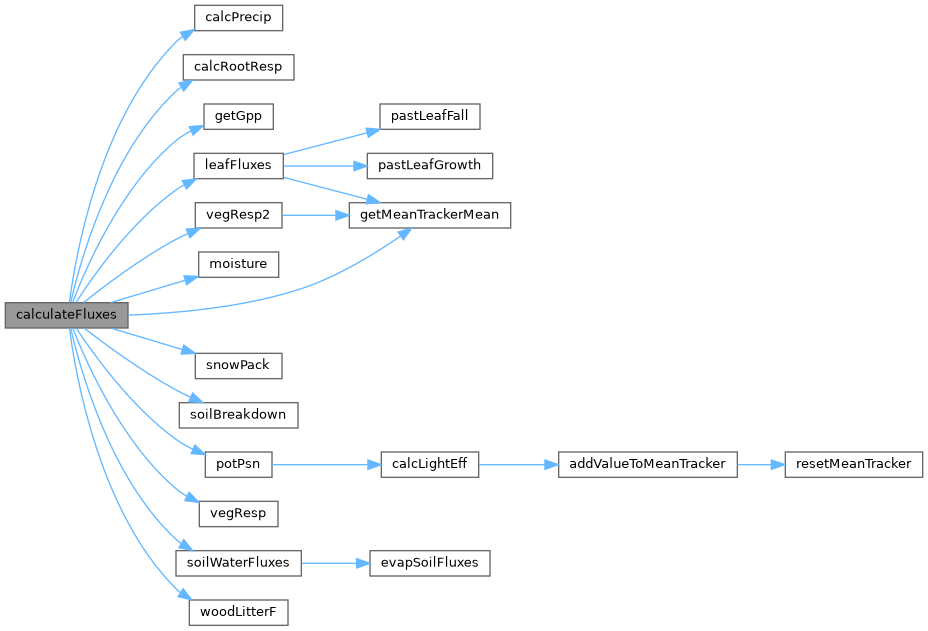 calcPrecip
calcRootResp
getGpp
pastLeafFall
leafFluxes
pastLeafGrowth
vegResp2
getMeanTrackerMean
moisture
calculateFluxes
snowPack
soilBreakdown
potPsn
calcLightEff
addValueToMeanTracker
resetMeanTracker
vegResp
soilWaterFluxes
evapSoilFluxes
woodLitterF